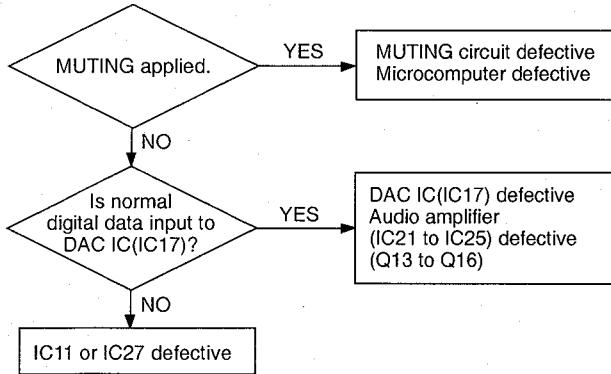 MUTING applied.
YES
MUTING circuit defective
Microcomputer defective
NO
Is normal
digital data input to
DAC IC(IC17)?
YES
DAC IC(IC17) defective
Audio amplifier
(IC21 to IC25) defective
(Q13 to Q16)
NO
IC11 or IC27 defective